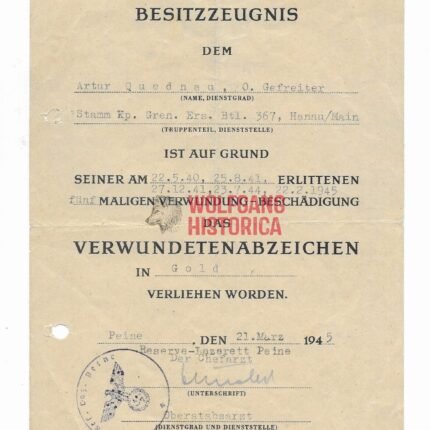 BESITZZEUGNIS
DEM
Artur Quednau, O. Gefreiter
(NAME, DIENSTGRAD)
Stamm Kp. Gren. Ers. Btl. 367, Hanau/Main
(TRUPPENTEIL, DIENSTSTELLE)
IST AUF GRUND
SEINER AM 22.5.40, 25.8.41, ERLITTENEN
27.12.41, 23.7.44, 22.2.1945
fünf MALIGEN VERWUNDUNG - BESCHÄDIGUNG
DAS
WOLFGANG
HISTORICA
VERWUNDETENABZEICHEN
IN Gold
VERLIEHEN WORDEN.
Peine, DEN 21. März 1945
Reserve-Lazarett Peine
Der Chefarzt
(UNTERSCHRIFT)
Oberstabsarzt
(DIENSTGRAD UND DIENSTSTELLE)